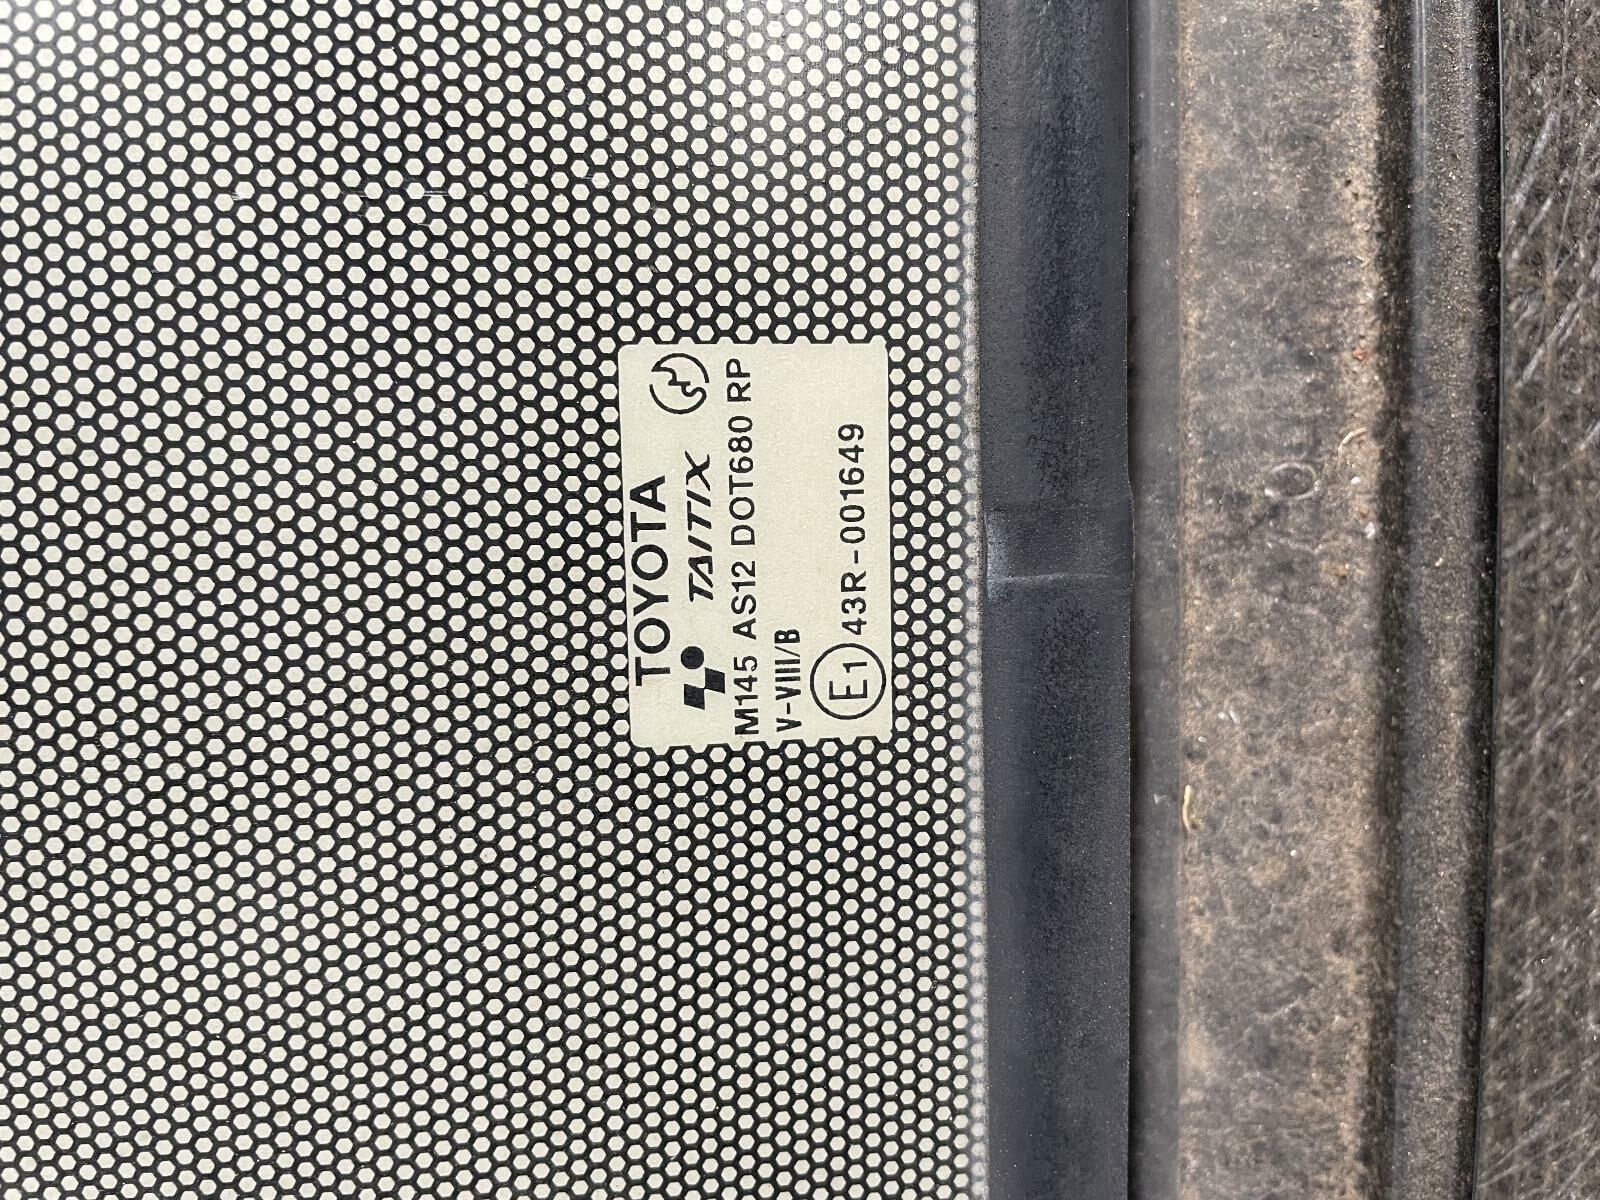 TOYOTA
TAITIX
M145 AS12 DOT680 RP
V-VIII/B
E1 43R-001649